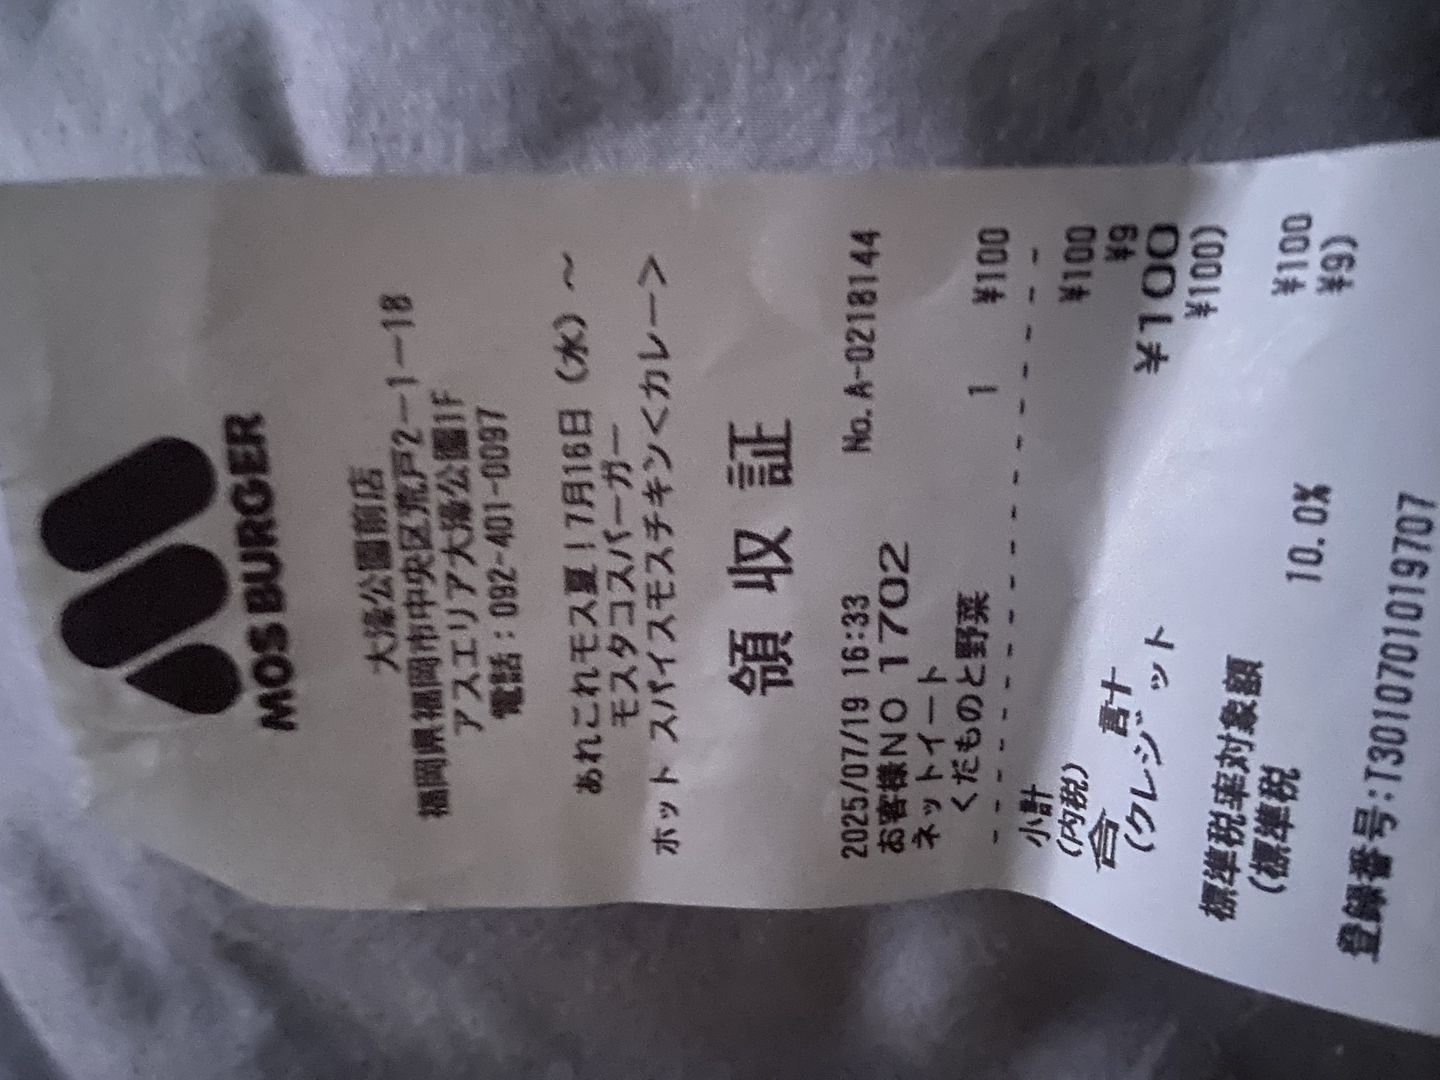 MOS BURGER
大濠公園前店
福岡県福岡市中央区荒戸2ー1ー18
アスエリア大濠公園1F
電話：092-401-0097
あれこれモス夏！7月16日（水）～
モスタコスバーガー
ホット スパイスモスチキン＜カレー＞
領 収 証
2025/07/19 16:33 No.A-0218144
お客様NO 1702
ネットイート
くだものと野菜 1 ¥100
小計 ¥100
(内税) ¥9
合 計 ¥100
(クレジット ¥100)
標準税率対象額 ¥100
(標準税 10.0% ¥9)
登録番号:T3010701019707